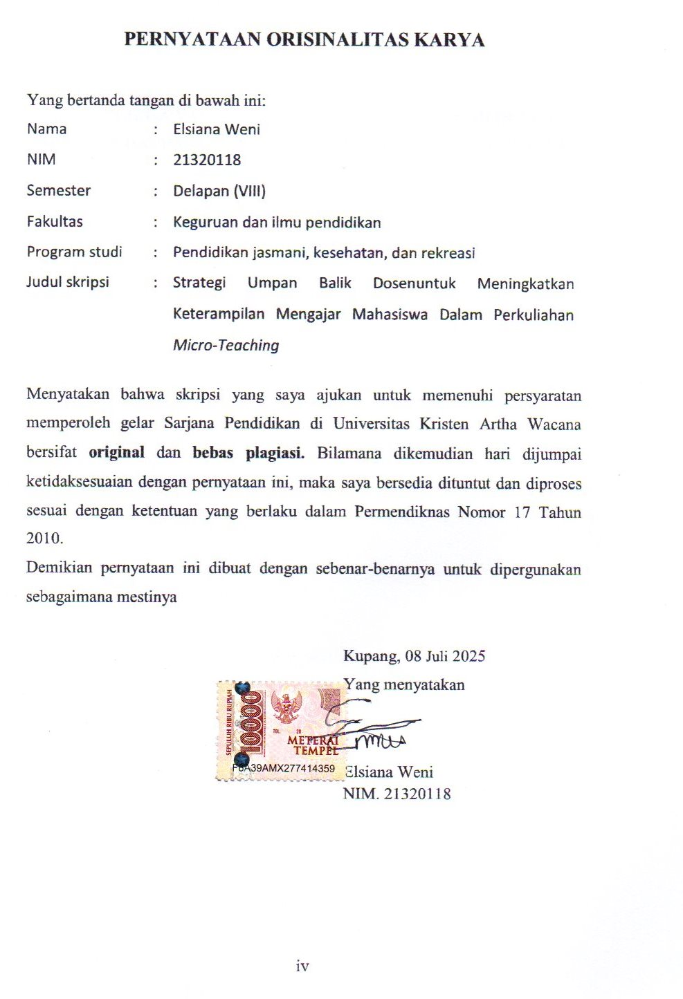 PERNYATAAN ORISINALITAS KARYA
Yang bertanda tangan di bawah ini:
Nama : Elsiana Weni
NIM : 21320118
Semester : Delapan (VIII)
Fakultas : Keguruan dan ilmu pendidikan
Program studi : Pendidikan jasmani, kesehatan, dan rekreasi
Judul skripsi : Strategi Umpan Balik Dosenuntuk Meningkatkan
Keterampilan Mengajar Mahasiswa Dalam Perkuliahan
Micro-Teaching
Menyatakan bahwa skripsi yang saya ajukan untuk memenuhi persyaratan
memperoleh gelar Sarjana Pendidikan di Universitas Kristen Artha Wacana
bersifat original dan bebas plagiasi. Bilamana dikemudian hari dijumpai
ketidaksesuaian dengan pernyataan ini, maka saya bersedia dituntut dan diproses
sesuai dengan ketentuan yang berlaku dalam Permendiknas Nomor 17 Tahun
2010.
Demikian pernyataan ini dibuat dengan sebenar-benarnya untuk dipergunakan
sebagaimana mestinya
Kupang, 08 Juli 2025
Yang menyatakan
SEPULUH RIBU RUPIAH
10000
TGL. 20
METERAI
TEMPEL
F8A39AMX277414359
Elsiana Weni
NIM. 21320118
iv